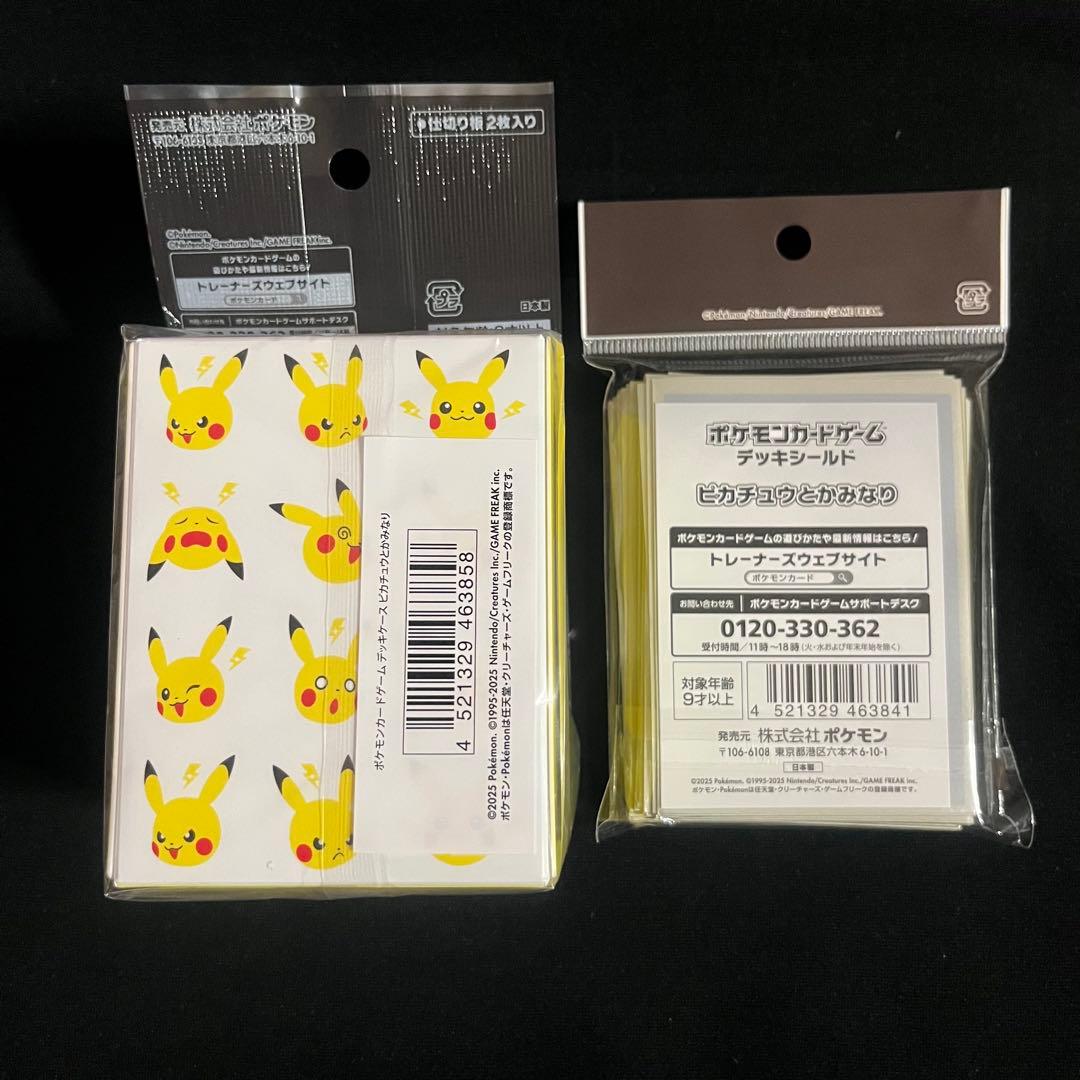 発売元 株式会社ポケモン
〒106-6108 東京都港区六本木6-10-1
仕切り板 2枚入り
©Pokémon.
©Nintendo/Creatures Inc./GAME FREAK inc.
ポケモンカードゲームの
遊びかたや最新情報はこちら!
トレーナーズウェブサイト
ポケモンカード
お問い合わせ先 ポケモンカードゲームサポートデスク
プラ
日本製
ポケモンカードゲーム デッキケース ピカチュウとかみなり
4 521329 463858
©2025 Pokémon. ©1995-2025 Nintendo/Creatures Inc./GAME FREAK inc.
ポケモン・Pokémonは任天堂・クリーチャーズ・ゲームフリークの登録商標です。
プラ
©Pokémon/Nintendo/Creatures/GAME FREAK.
ポケモンカードゲーム
デッキシールド
ピカチュウとかみなり
ポケモンカードゲームの遊びかたや最新情報はこちら!
トレーナーズウェブサイト
ポケモンカード
お問い合わせ先 ポケモンカードゲームサポートデスク
0120-330-362
受付時間/11時~18時(火・水および年末年始を除く)
対象年齢
9才以上
4 521329 463841
発売元 株式会社ポケモン
〒106-6108 東京都港区六本木6-10-1
日本製
©2025 Pokémon. ©1995-2025 Nintendo/Creatures Inc./GAME FREAK inc.
ポケモン・Pokémonは任天堂・クリーチャーズ・ゲームフリークの登録商標です。